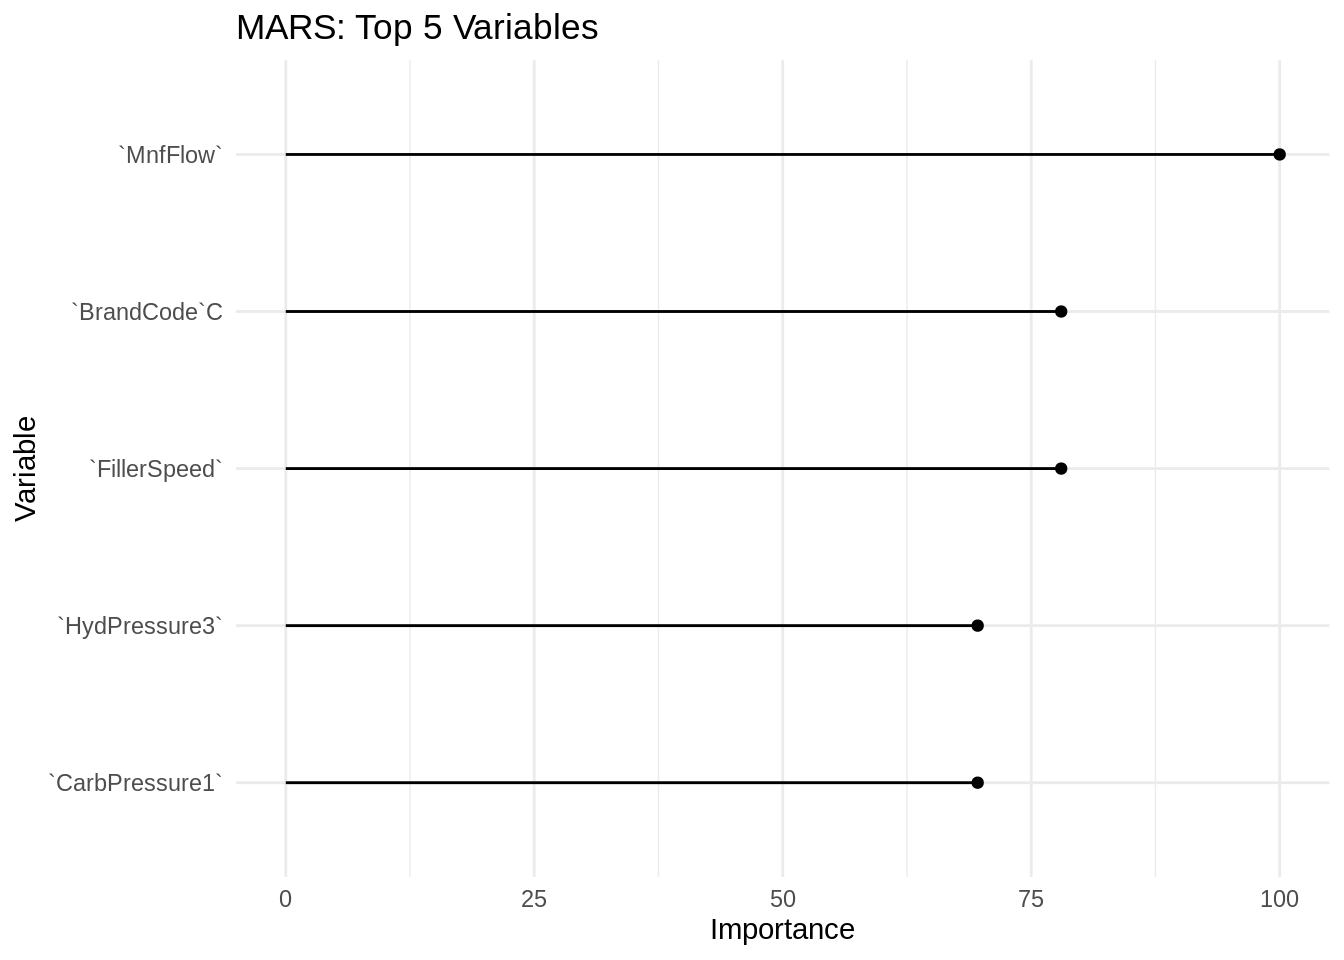 MARS: Top 5 Variables
`MnfFlow`
`BrandCode`C
`FillerSpeed`
`HydPressure3`
`CarbPressure1`
Variable
0 25 50 75 100
Importance